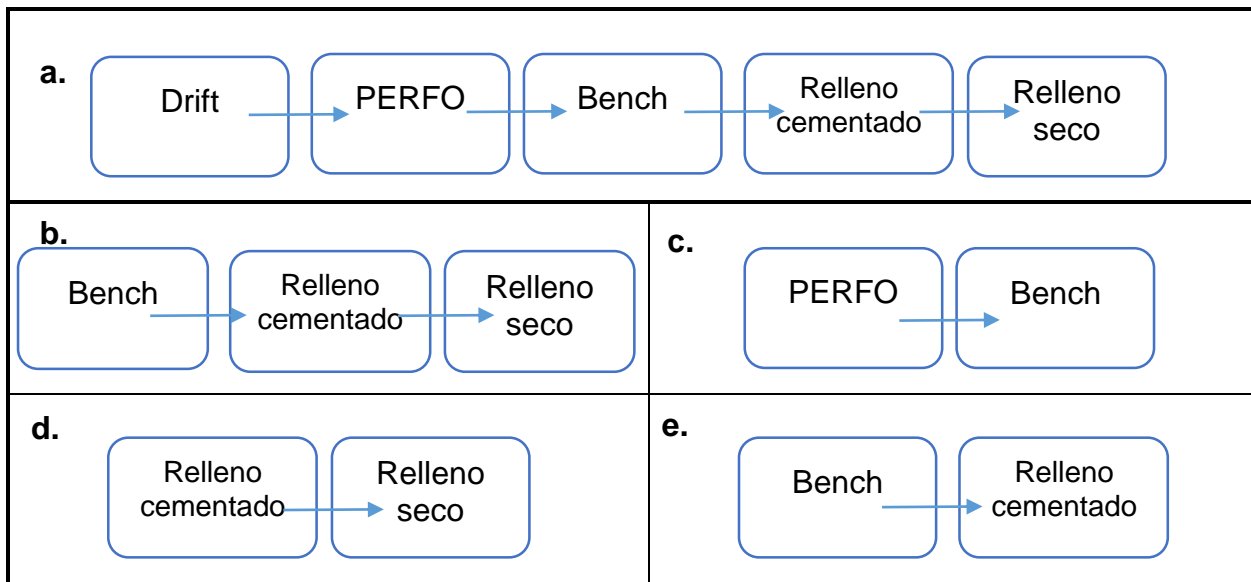 a.
Drift
PERFO
Bench
Relleno
cementado
Relleno
seco
b.
Bench
Relleno
cementado
Relleno
seco
c.
PERFO
Bench
d.
Relleno
cementado
Relleno
seco
e.
Bench
Relleno
cementado